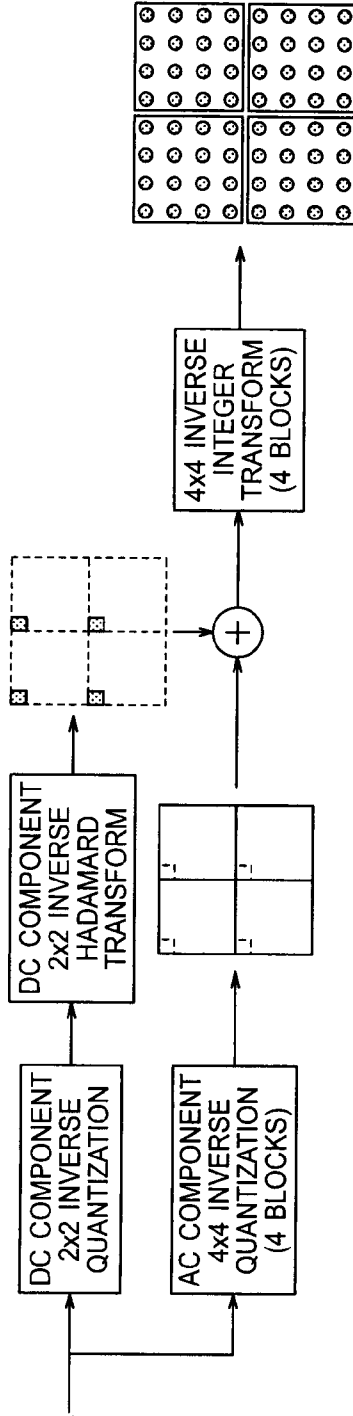 DC COMPONENT
2x2 INVERSE
QUANTIZATION
DC COMPONENT
2x2 INVERSE
HADAMARD
TRANSFORM
AC COMPONENT
4x4 INVERSE
QUANTIZATION
(4 BLOCKS)
+
4x4 INVERSE
INTEGER
TRANSFORM
(4 BLOCKS)